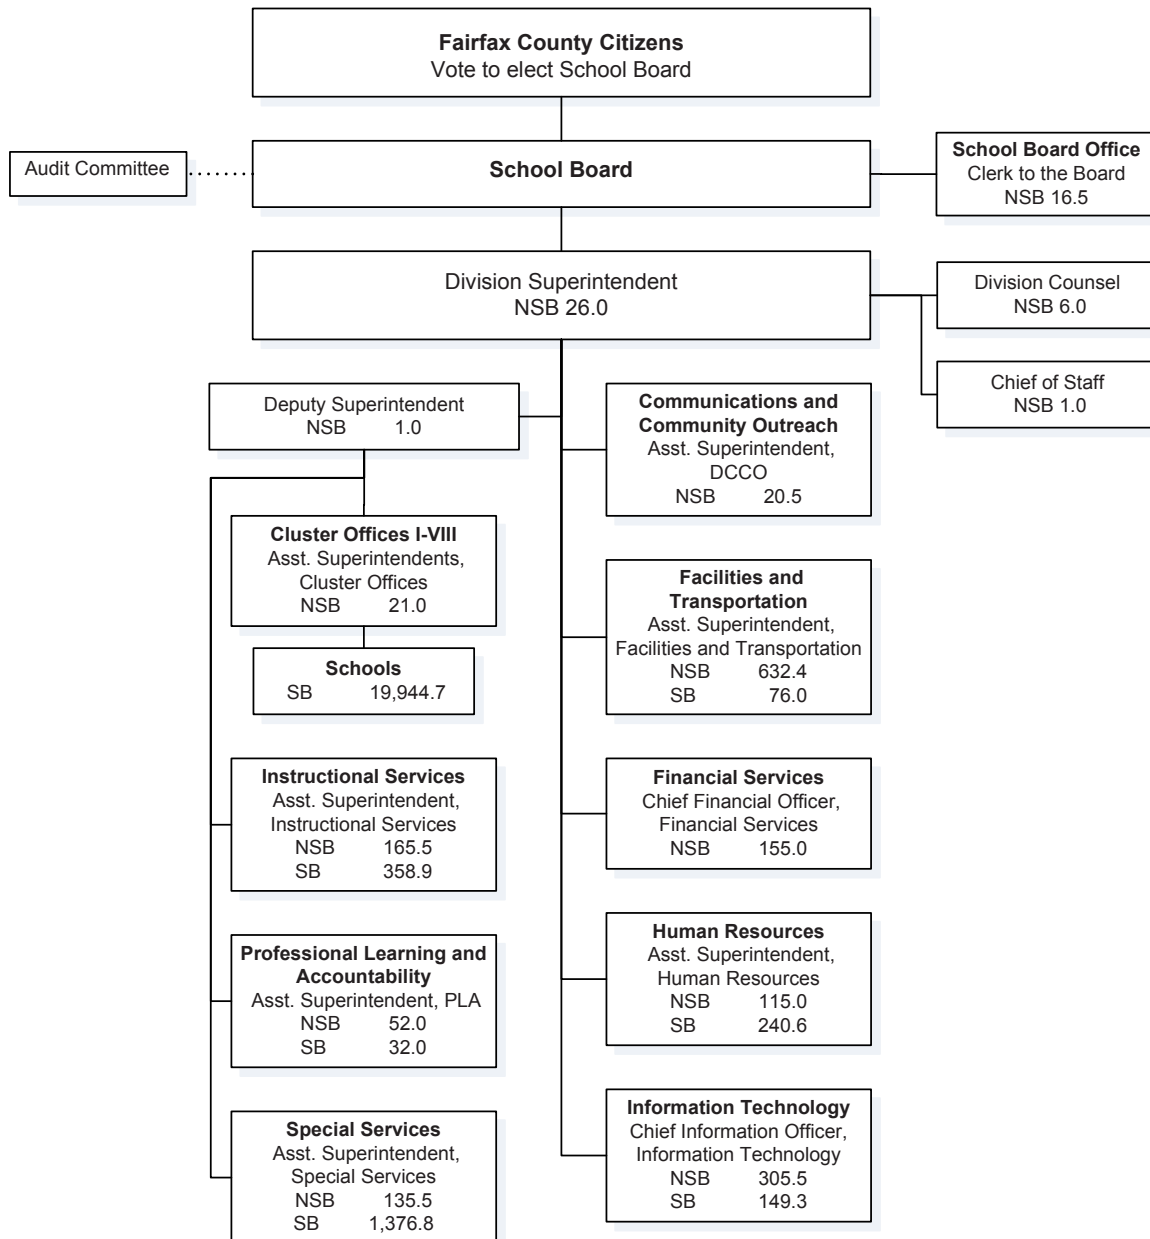 Fairfax County Citizens
Vote to elect School Board
Audit Committee
School Board
School Board Office
Clerk to the Board
NSB 16.5
Division Superintendent
NSB 26.0
Division Counsel
NSB 6.0
Chief of Staff
NSB 1.0
Deputy Superintendent
NSB 1.0
Cluster Offices I-VIII
Asst. Superintendents,
Cluster Offices
NSB 21.0
Schools
SB 19,944.7
Instructional Services
Asst. Superintendent,
Instructional Services
NSB 165.5
SB 358.9
Professional Learning and
Accountability
Asst. Superintendent, PLA
NSB 52.0
SB 32.0
Special Services
Asst. Superintendent,
Special Services
NSB 135.5
SB 1,376.8
Communications and
Community Outreach
Asst. Superintendent,
DCCO
NSB 20.5
Facilities and
Transportation
Asst. Superintendent,
Facilities and Transportation
NSB 632.4
SB 76.0
Financial Services
Chief Financial Officer,
Financial Services
NSB 155.0
Human Resources
Asst. Superintendent,
Human Resources
NSB 115.0
SB 240.6
Information Technology
Chief Information Officer,
Information Technology
NSB 305.5
SB 149.3